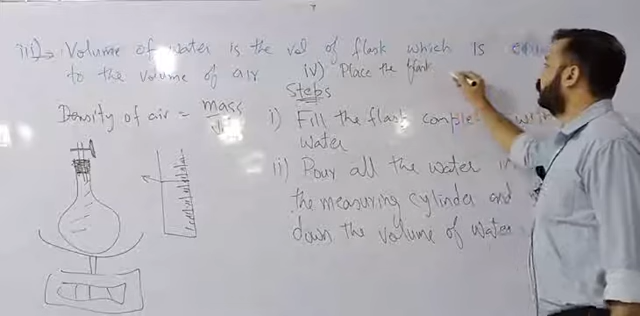 iii) Volume of water is the vol of flask which is
to the volume of air
iv) Place the flask
Density of air = mass
Steps
i) Fill the flask
water
ii) Pour all the water in
the measuring cylinder and
down the volume of water